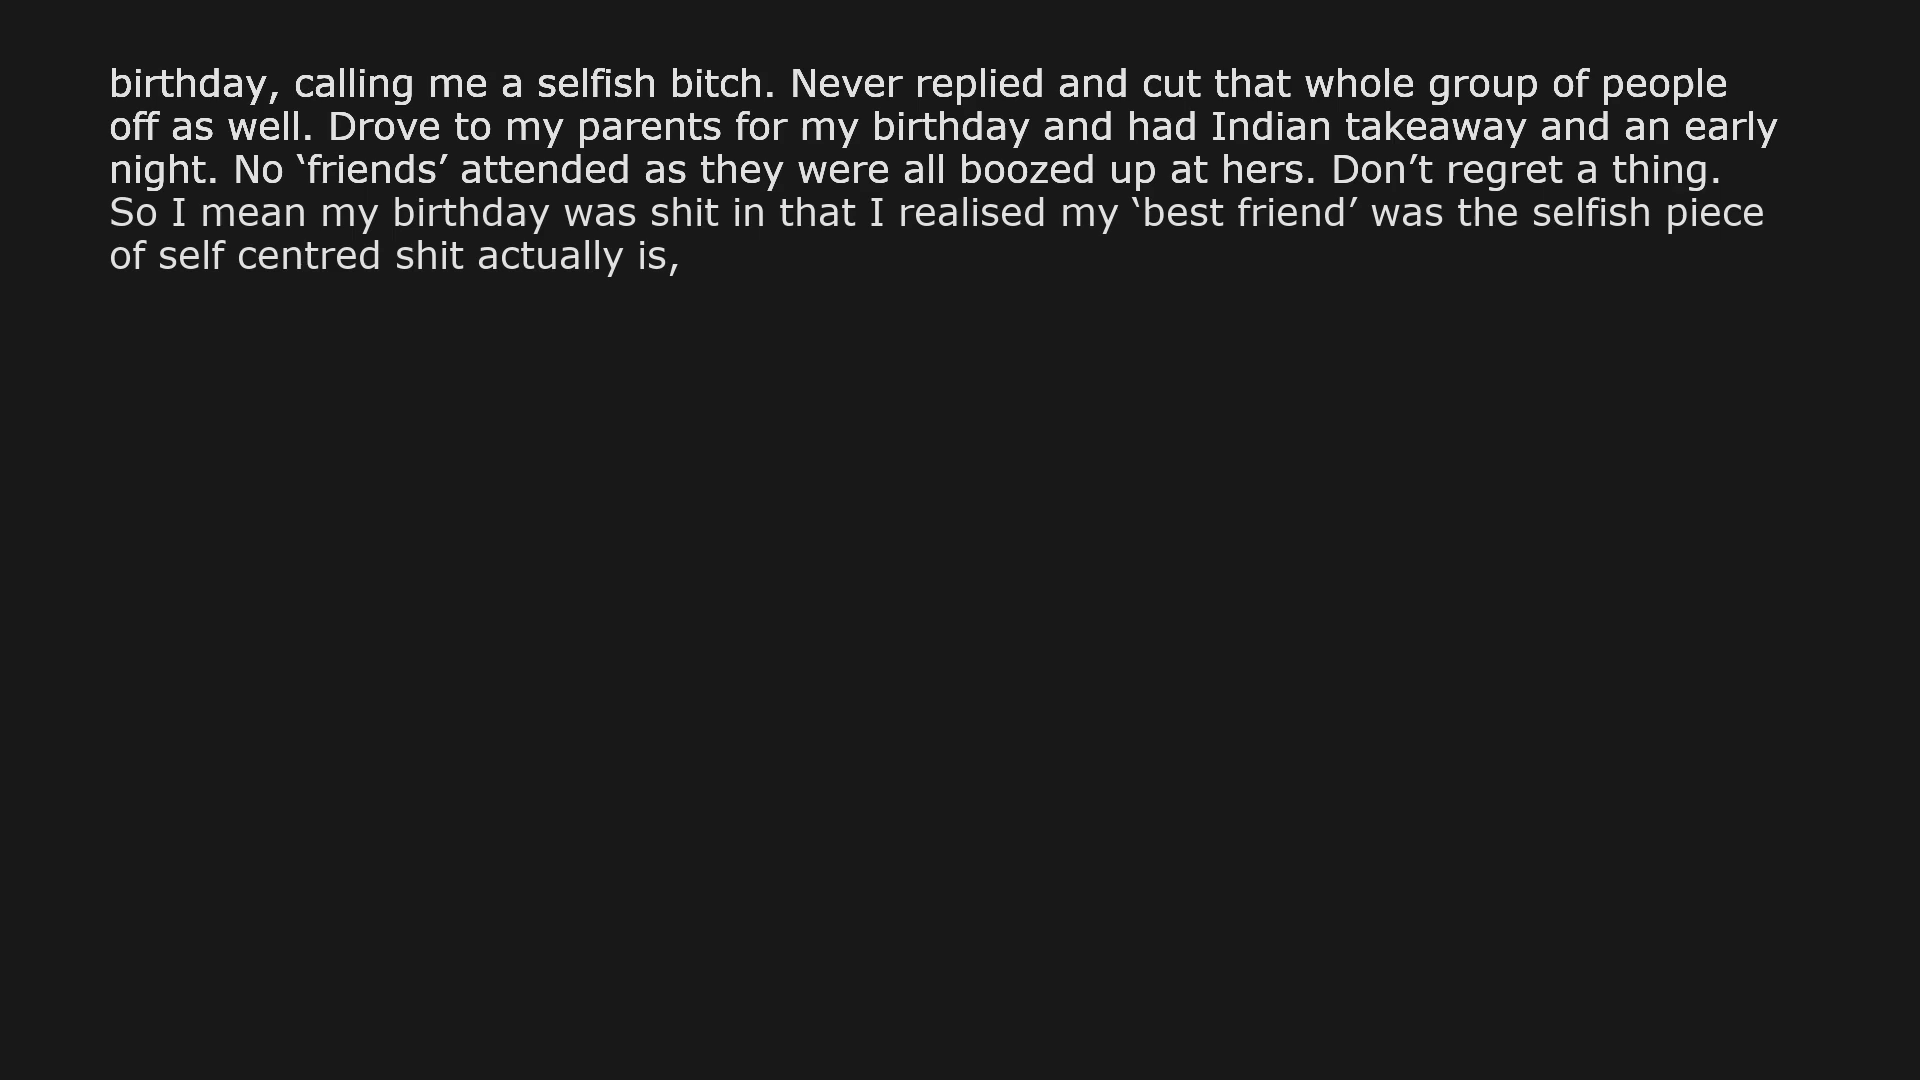 birthday, calling me a selfish bitch. Never replied and cut that whole group of people
off as well. Drove to my parents for my birthday and had Indian takeaway and an early
night. No ‘friends’ attended as they were all boozed up at hers. Don’t regret a thing.
So I mean my birthday was shit in that I realised my ‘best friend’ was the selfish piece
of self centred shit actually is,